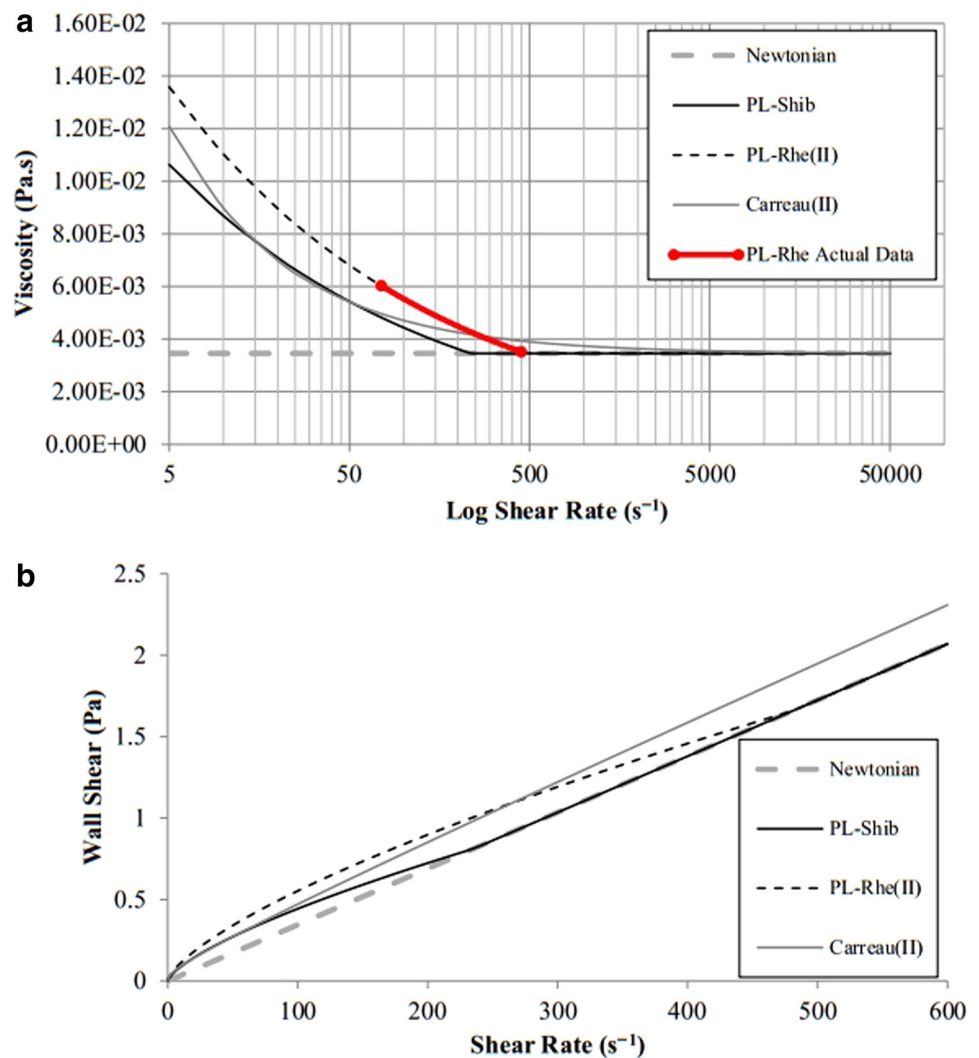 a
1.60E-02
1.40E-02
1.20E-02
1.00E-02
8.00E-03
6.00E-03
4.00E-03
2.00E-03
0.00E+00
Viscosity (Pa.s)
5
50
500
5000
50000
Log Shear Rate (s⁻¹)
Newtonian
PL-Shib
PL-Rhe(II)
Carreau(II)
PL-Rhe Actual Data
b
2.5
2
1.5
1
0.5
0
Wall Shear (Pa)
0
100
200
300
400
500
600
Shear Rate (s⁻¹)
Newtonian
PL-Shib
PL-Rhe(II)
Carreau(II)